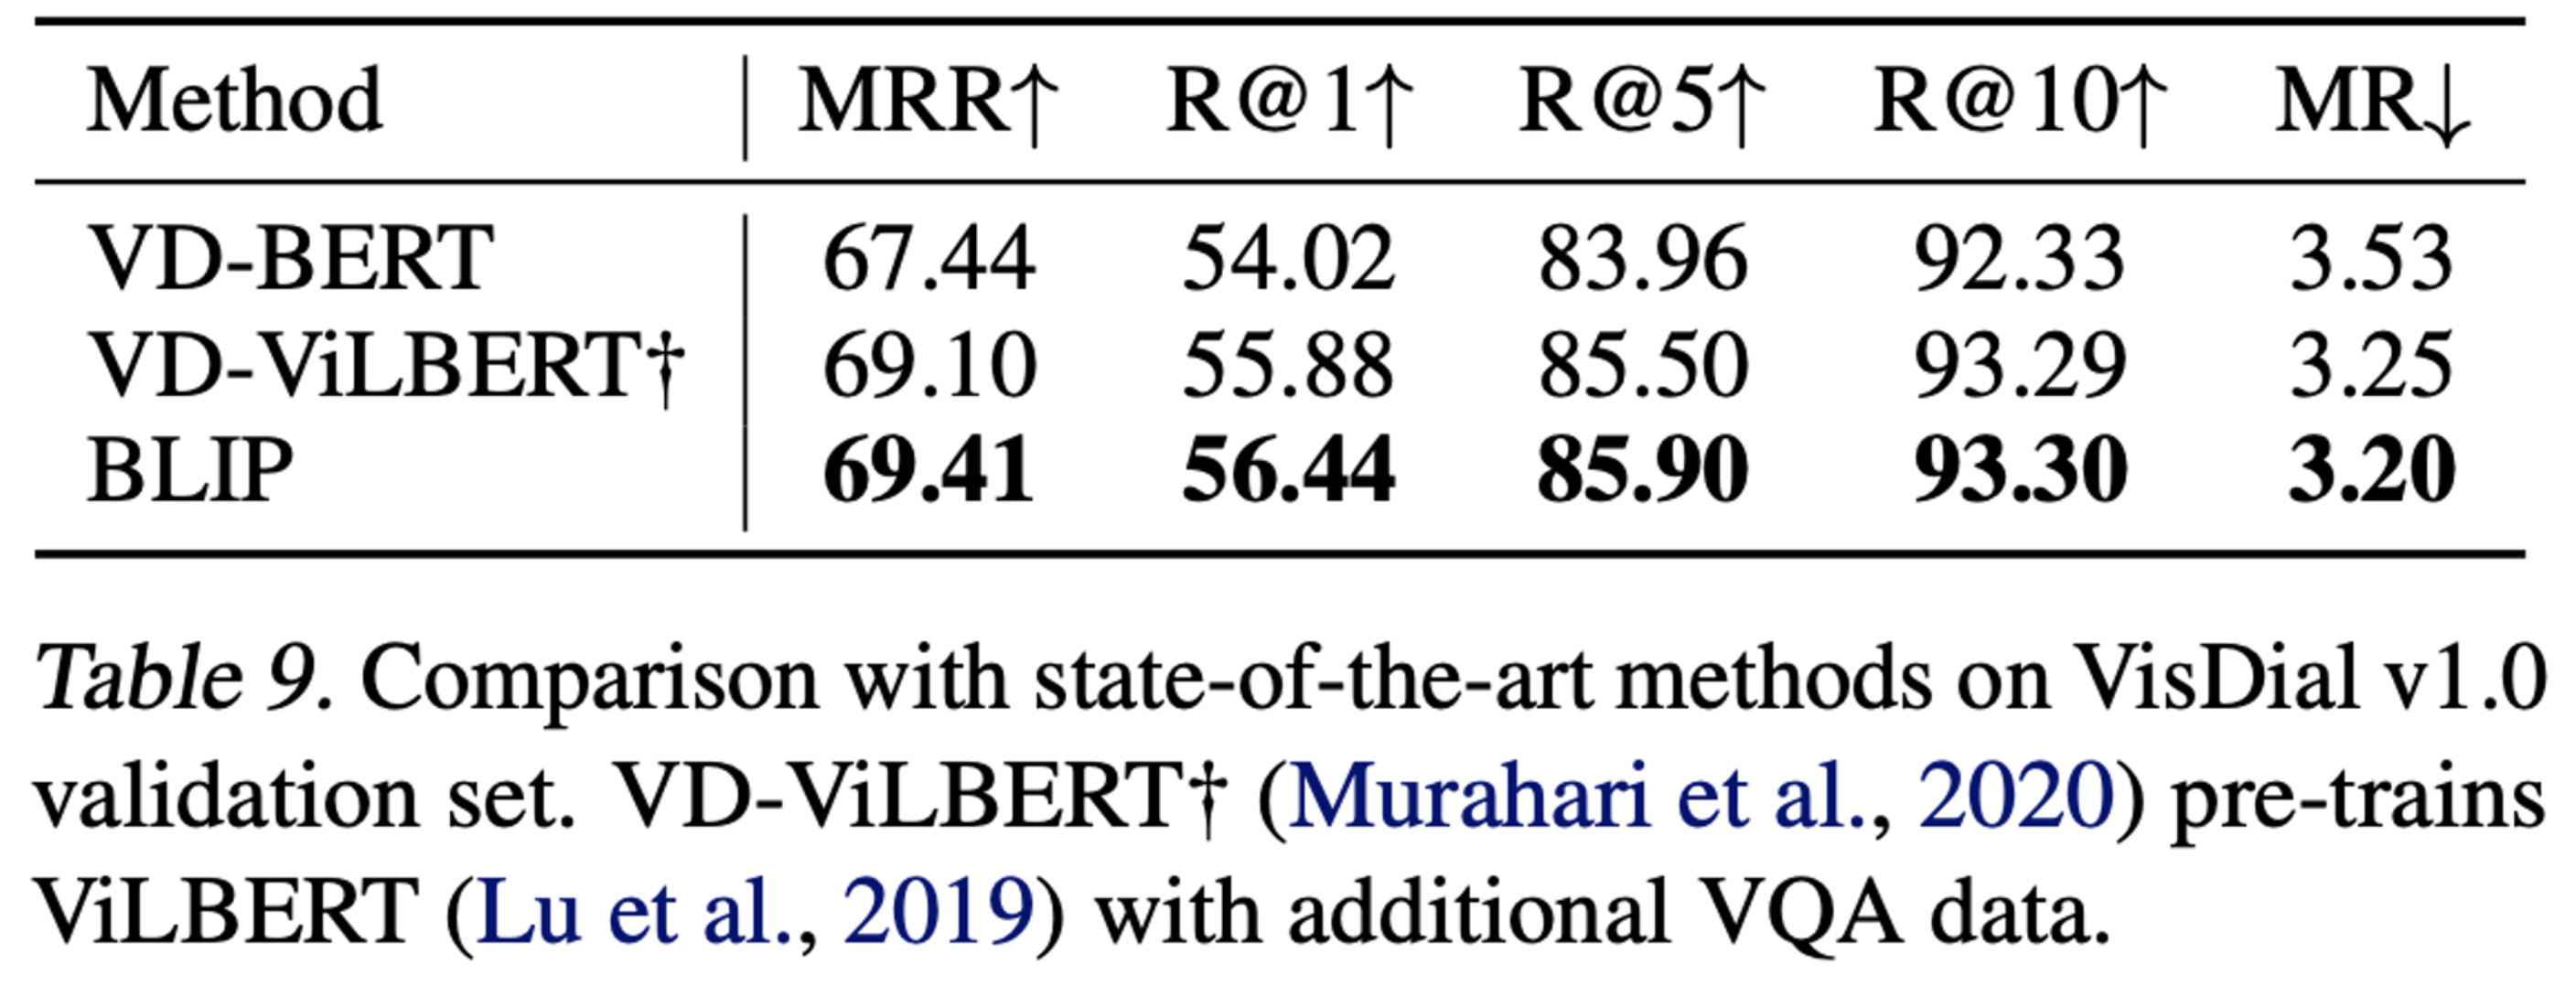 Method MRR↑ R@1↑ R@5↑ R@10↑ MR↓
VD-BERT 67.44 54.02 83.96 92.33 3.53
VD-ViLBERT† 69.10 55.88 85.50 93.29 3.25
BLIP 69.41 56.44 85.90 93.30 3.20
Table 9. Comparison with state-of-the-art methods on VisDial v1.0
validation set. VD-ViLBERT† (Murahari et al., 2020) pre-trains
ViLBERT (Lu et al., 2019) with additional VQA data.